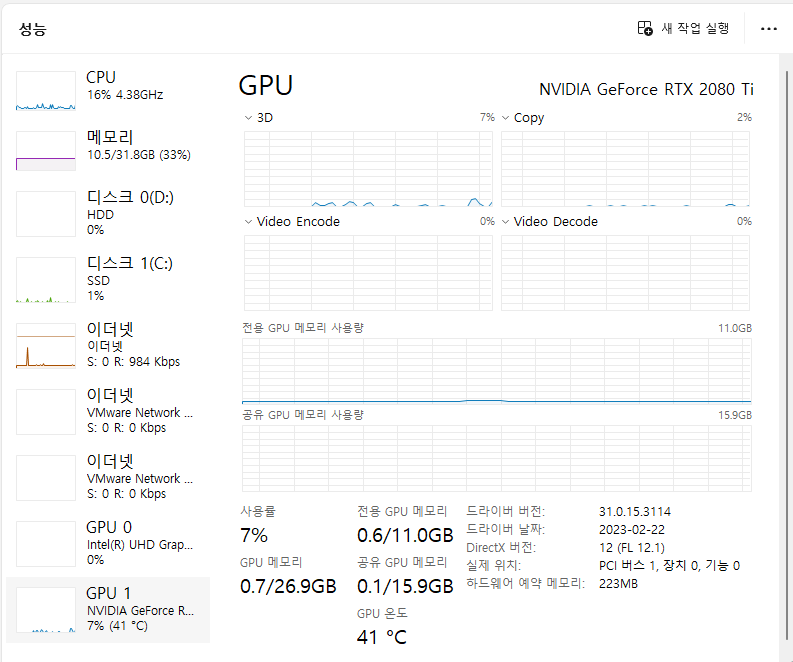 성능
새 작업 실행
CPU
16% 4.38GHz
메모리
10.5/31.8GB (33%)
디스크 0(D:)
HDD
0%
디스크 1(C:)
SSD
1%
이더넷
이더넷
S: 0 R: 984 Kbps
이더넷
VMware Network ...
S: 0 R: 0 Kbps
이더넷
VMware Network ...
S: 0 R: 0 Kbps
GPU 0
Intel(R) UHD Grap...
0%
GPU 1
NVIDIA GeForce R...
7% (41 °C)
GPU
NVIDIA GeForce RTX 2080 Ti
3D 7%
Copy 2%
Video Encode 0%
Video Decode 0%
전용 GPU 메모리 사용량 11.0GB
공유 GPU 메모리 사용량 15.9GB
사용률
7%
전용 GPU 메모리
0.6/11.0GB
GPU 메모리
0.7/26.9GB
공유 GPU 메모리
0.1/15.9GB
GPU 온도
41 °C
드라이버 버전: 31.0.15.3114
드라이버 날짜: 2023-02-22
DirectX 버전: 12 (FL 12.1)
실제 위치: PCI 버스 1, 장치 0, 기능 0
하드웨어 예약 메모리: 223MB